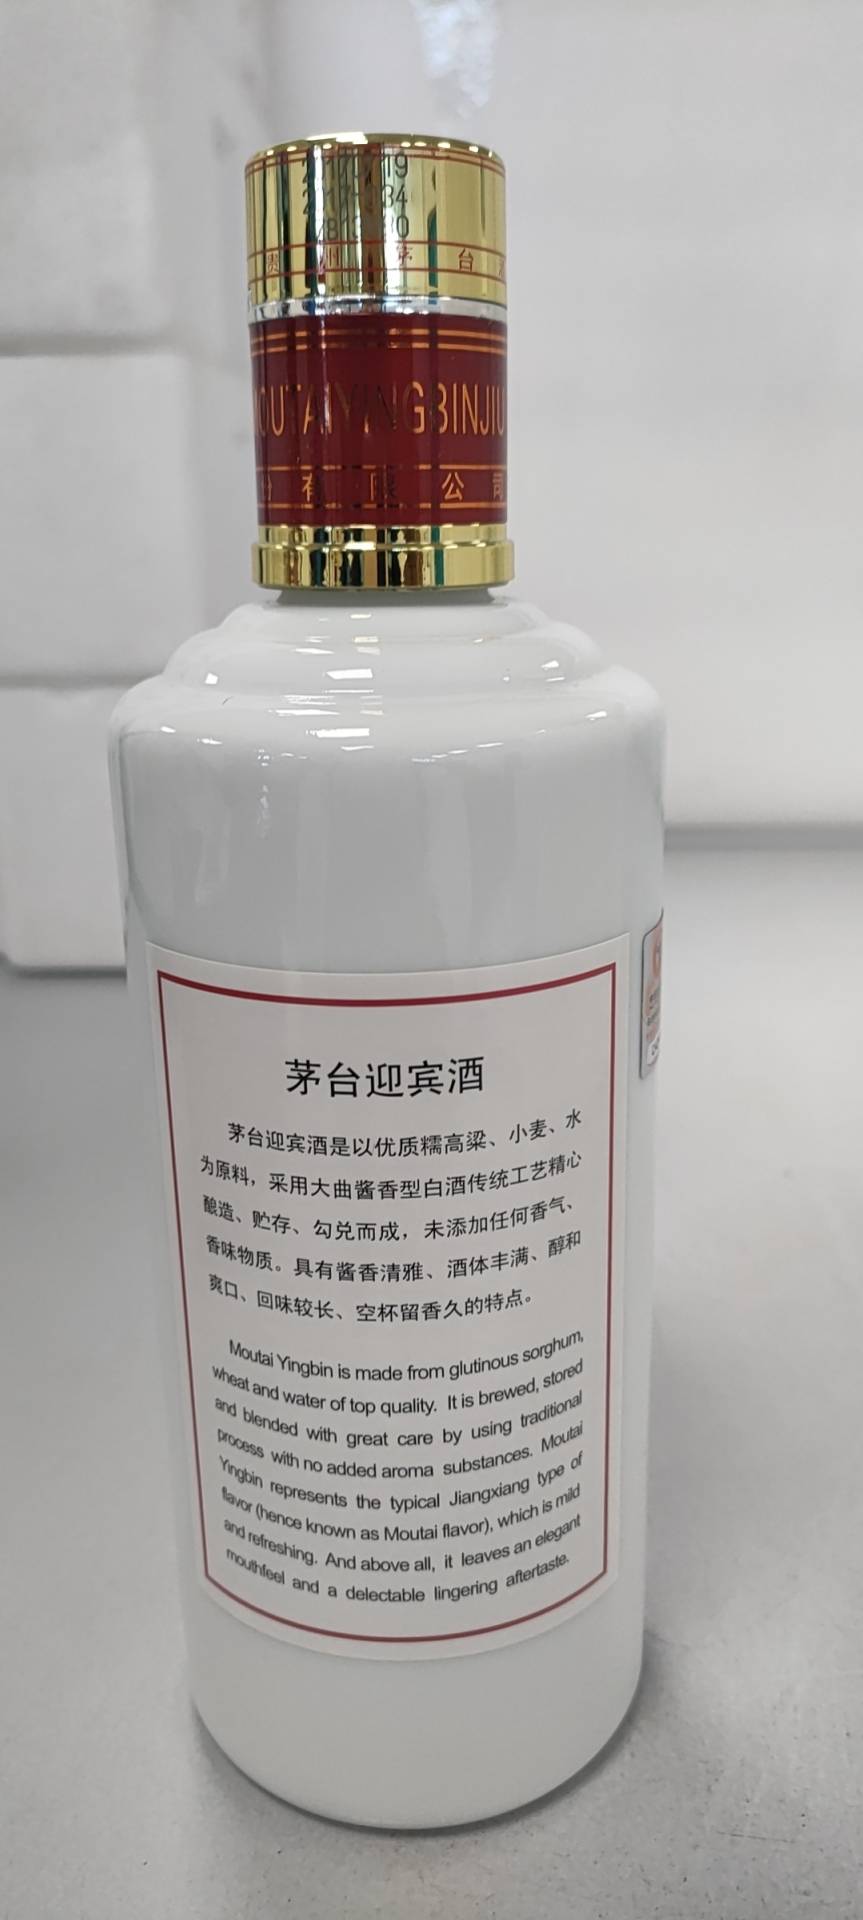 贵州茅台
OUTAIYINGBINJIU
有限公司
茅台迎宾酒
茅台迎宾酒是以优质糯高粱、小麦、水
为原料，采用大曲酱香型白酒传统工艺精心
酿造、贮存、勾兑而成，未添加任何香气、
香味物质。具有酱香清雅、酒体丰满、醇和
爽口、回味较长、空杯留香久的特点。
Moutai Yingbin is made from glutinous sorghum,
wheat and water of top quality. It is brewed, stored
and blended with great care by using traditional
process with no added aroma substances. Moutai
Yingbin represents the typical Jiangxiang type of
flavor (hence known as Moutai flavor), which is mild
and refreshing. And above all, it leaves an elegant
mouthfeel and a delectable lingering aftertaste.